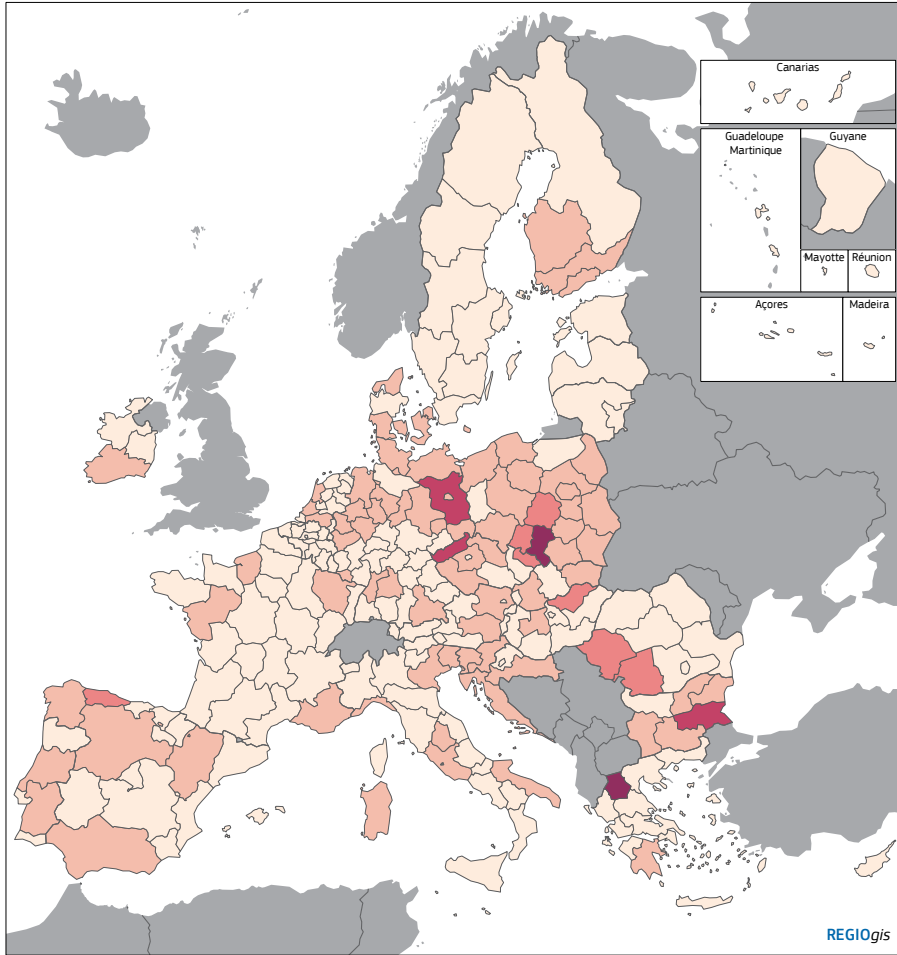 Canarias
Guadeloupe
Martinique
Guyane
Mayotte
Réunion
Açores
Madeira
REGIOgis